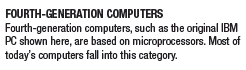 FOURTH-GENERATION COMPUTERS
Fourth-generation computers, such as the original IBM
PC shown here, are based on microprocessors. Most of
today's computers fall into this category.